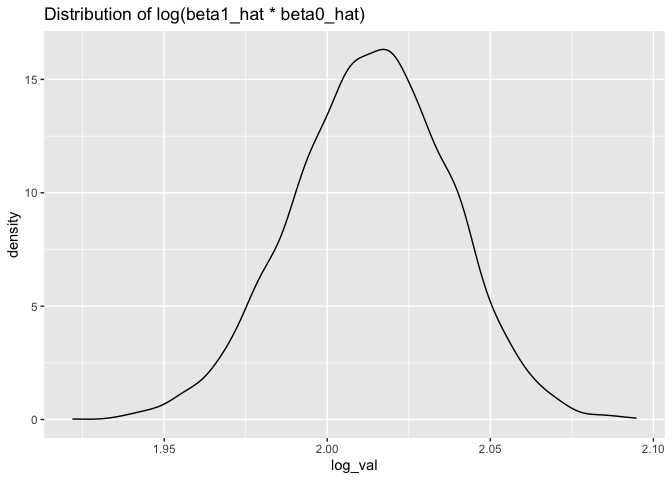 Distribution of log(beta1_hat * beta0_hat)
15
10
5
0
density
1.95
2.00
2.05
2.10
log_val